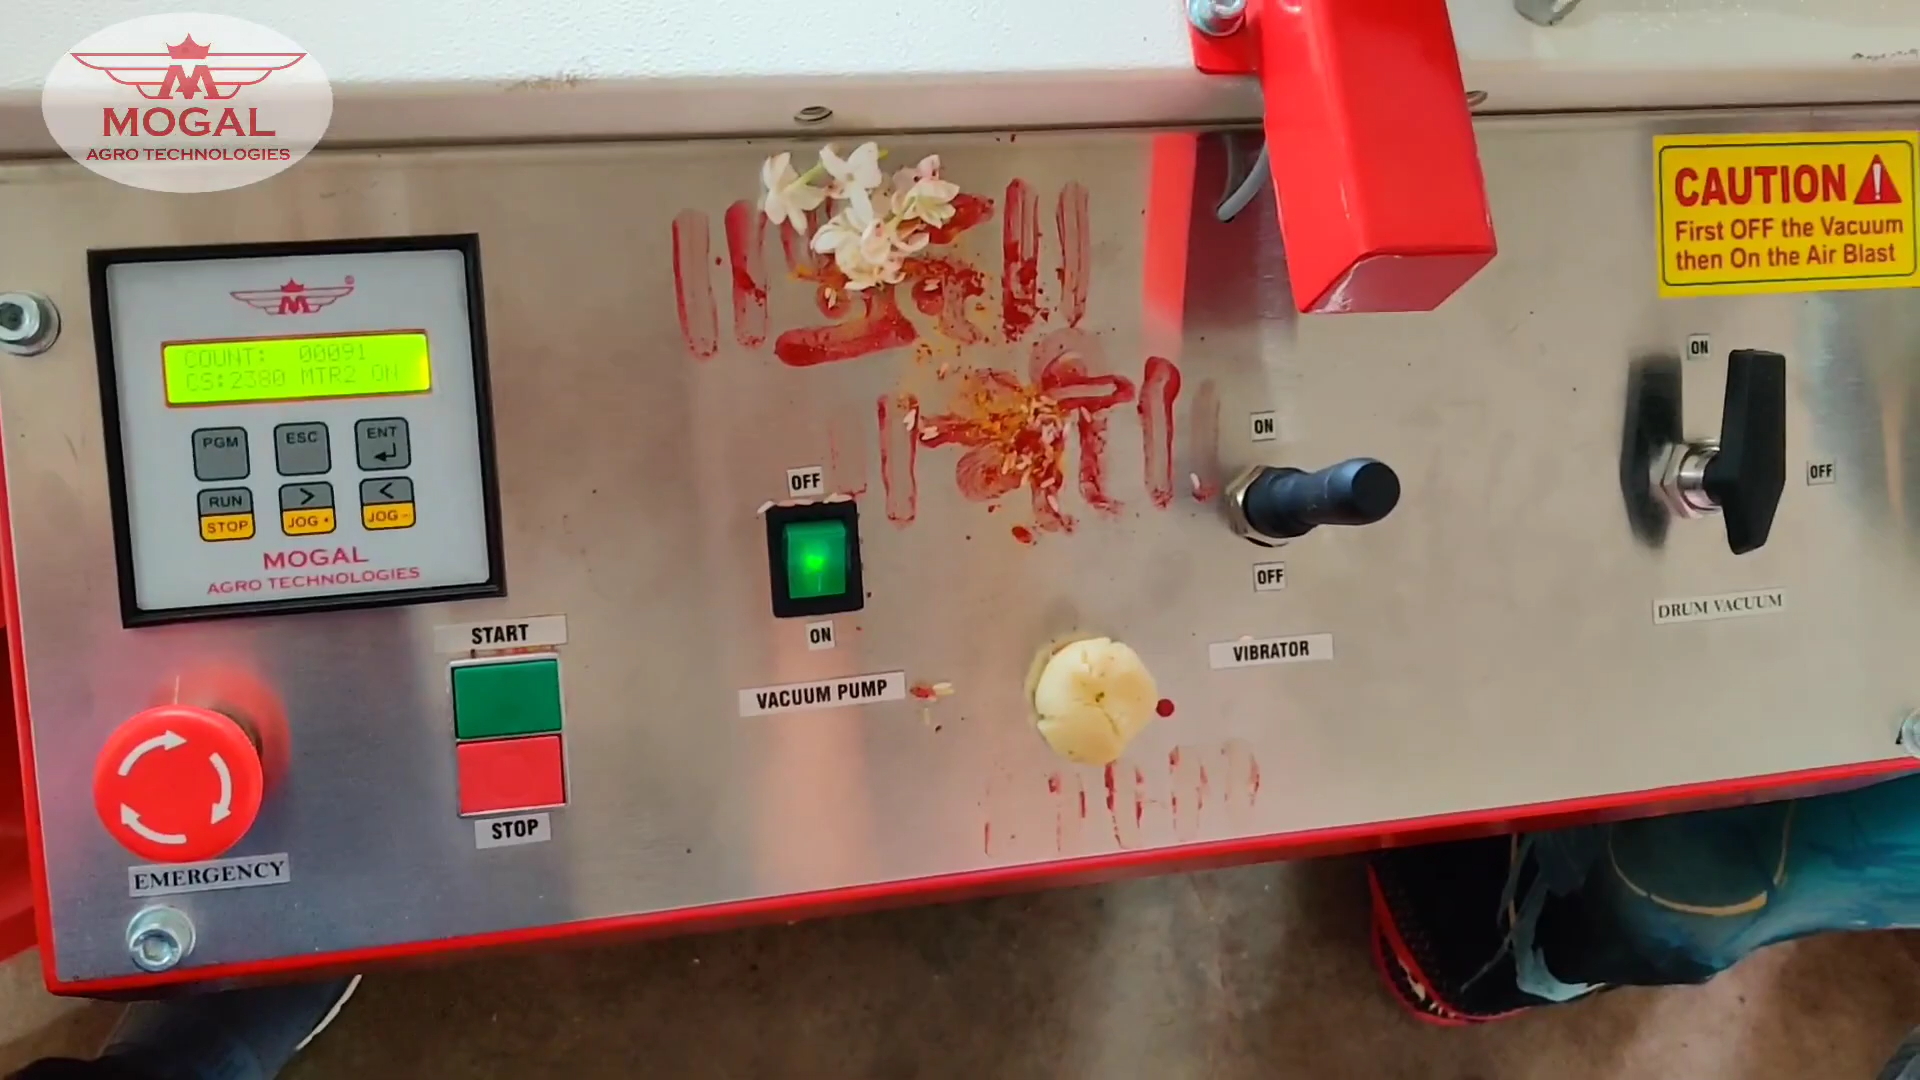 MOGAL
AGRO TECHNOLOGIES
CAUTION
First OFF the Vacuum
then On the Air Blast
COUNT: 00091
CS:2380 MTR2 ON
PGM
ESC
ENT
RUN
STOP
>
JOG +
<
JOG -
MOGAL
AGRO TECHNOLOGIES
START
STOP
EMERGENCY
OFF
ON
VACUUM PUMP
ON
OFF
VIBRATOR
ON
OFF
DRUM VACUUM